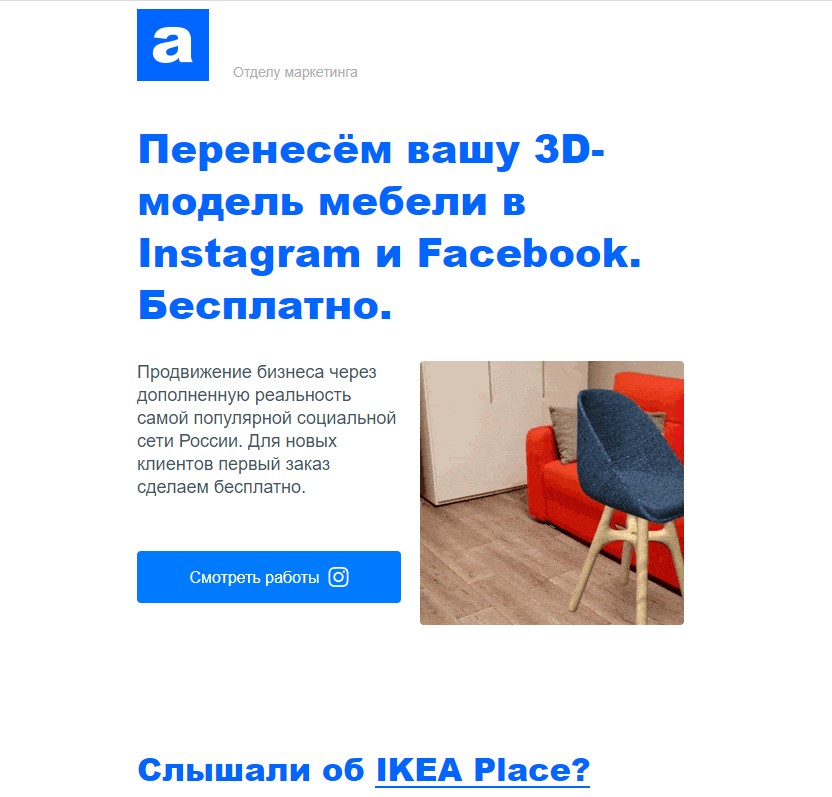 a
Отделу маркетинга
Перенесём вашу 3D-
модель мебели в
Instagram и Facebook.
Бесплатно.
Продвижение бизнеса через
дополненную реальность
самой популярной социальной
сети России. Для новых
клиентов первый заказ
сделаем бесплатно.
Смотреть работы
Слышали об IKEA Place?